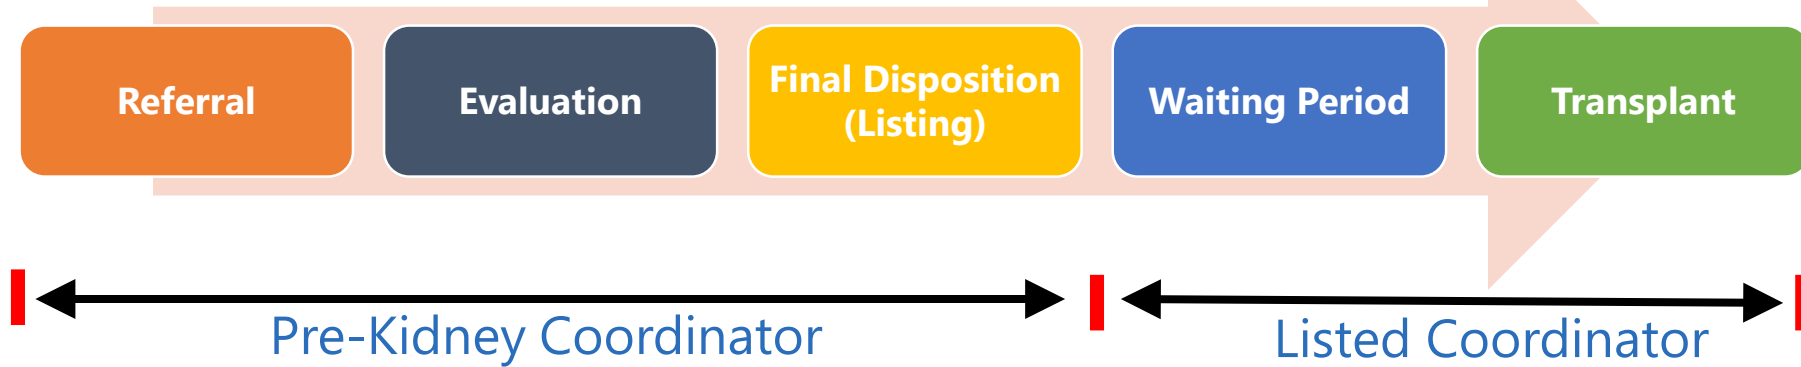 Referral
Evaluation
Final Disposition
(Listing)
Waiting Period
Transplant
Pre-Kidney Coordinator
Listed Coordinator